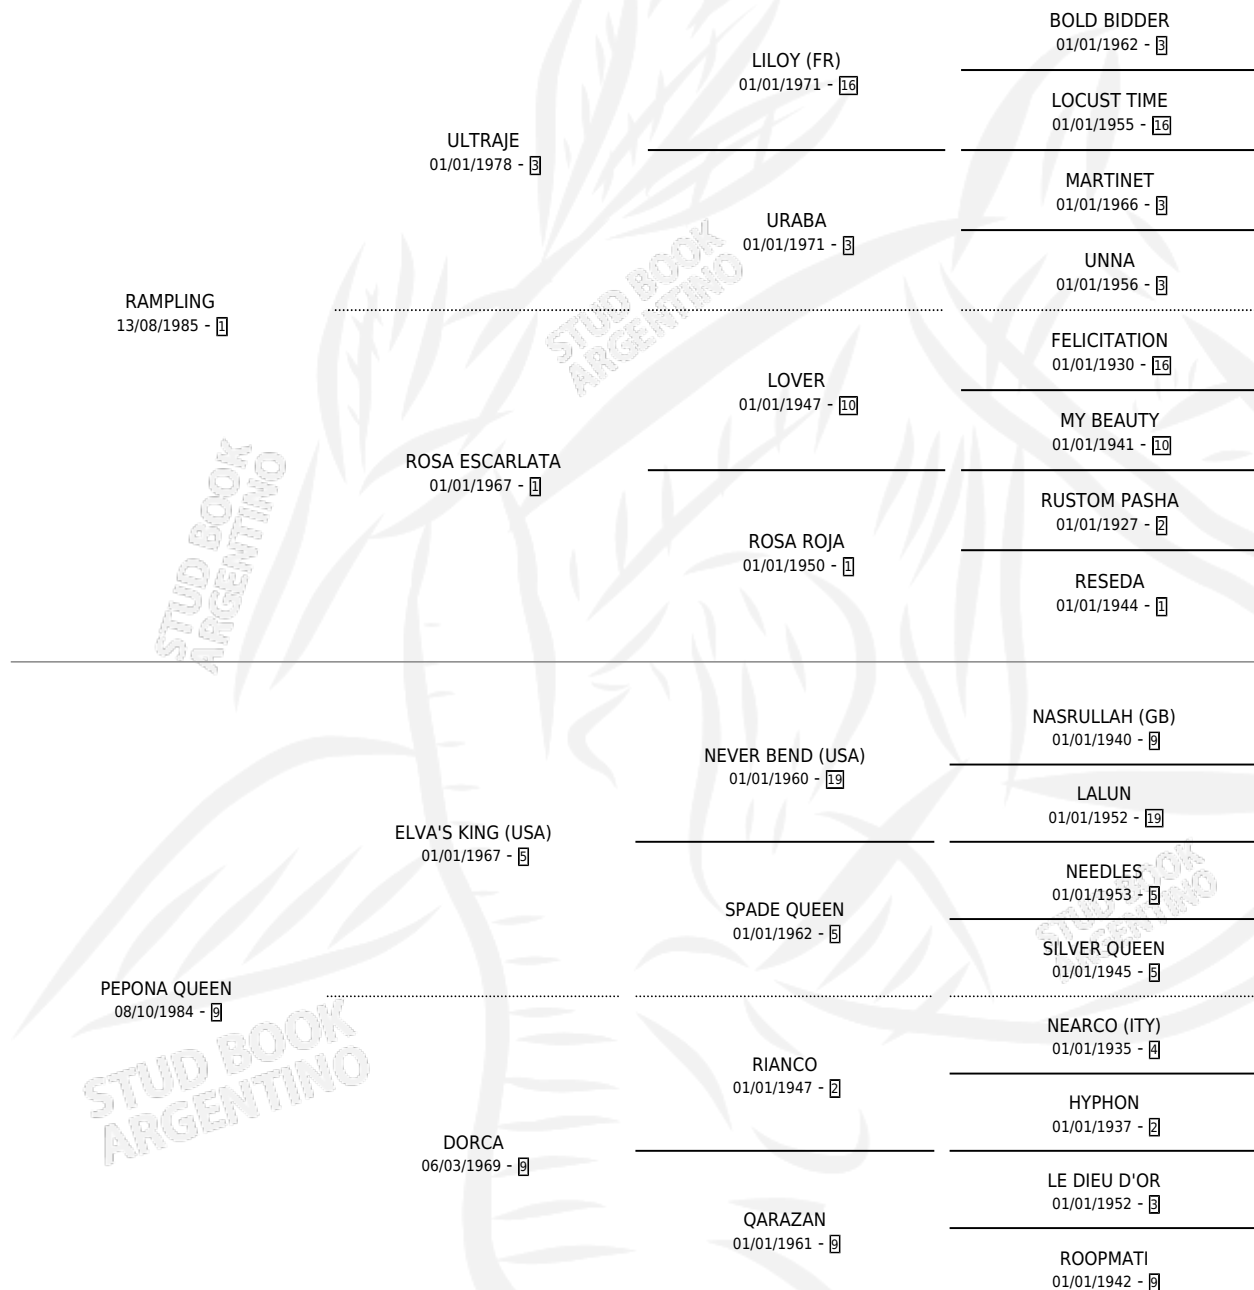 BOLD BIDDER
01/01/1962 - 3
LILOY (FR)
01/01/1971 - 16
LOCUST TIME
01/01/1955 - 16
ULTRAJE
01/01/1978 - 3
MARTINET
01/01/1966 - 3
URABA
01/01/1971 - 3
UNNA
01/01/1956 - 3
RAMPLING
13/08/1985 - 1
FELICITATION
01/01/1930 - 16
LOVER
01/01/1947 - 10
MY BEAUTY
01/01/1941 - 10
ROSA ESCARLATA
01/01/1967 - 1
RUSTOM PASHA
01/01/1927 - 2
ROSA ROJA
01/01/1950 - 1
RESEDA
01/01/1944 - 1
NASRULLAH (GB)
01/01/1940 - 9
NEVER BEND (USA)
01/01/1960 - 19
LALUN
01/01/1952 - 19
ELVA'S KING (USA)
01/01/1967 - 5
NEEDLES
01/01/1953 - 5
SPADE QUEEN
01/01/1962 - 5
SILVER QUEEN
01/01/1945 - 5
PEPONA QUEEN
08/10/1984 - 9
NEARCO (ITY)
01/01/1935 - 4
RIANCO
01/01/1947 - 2
HYPHON
01/01/1937 - 2
DORCA
06/03/1969 - 9
LE DIEU D'OR
01/01/1952 - 3
QARAZAN
01/01/1961 - 9
ROOPMATI
01/01/1942 - 9
STUD BOOK
ARGENTINO
STUD BOOK
ARGENTINO
STUD BOOK
ARGENTINO
STUD BOOK
ARGENTINO